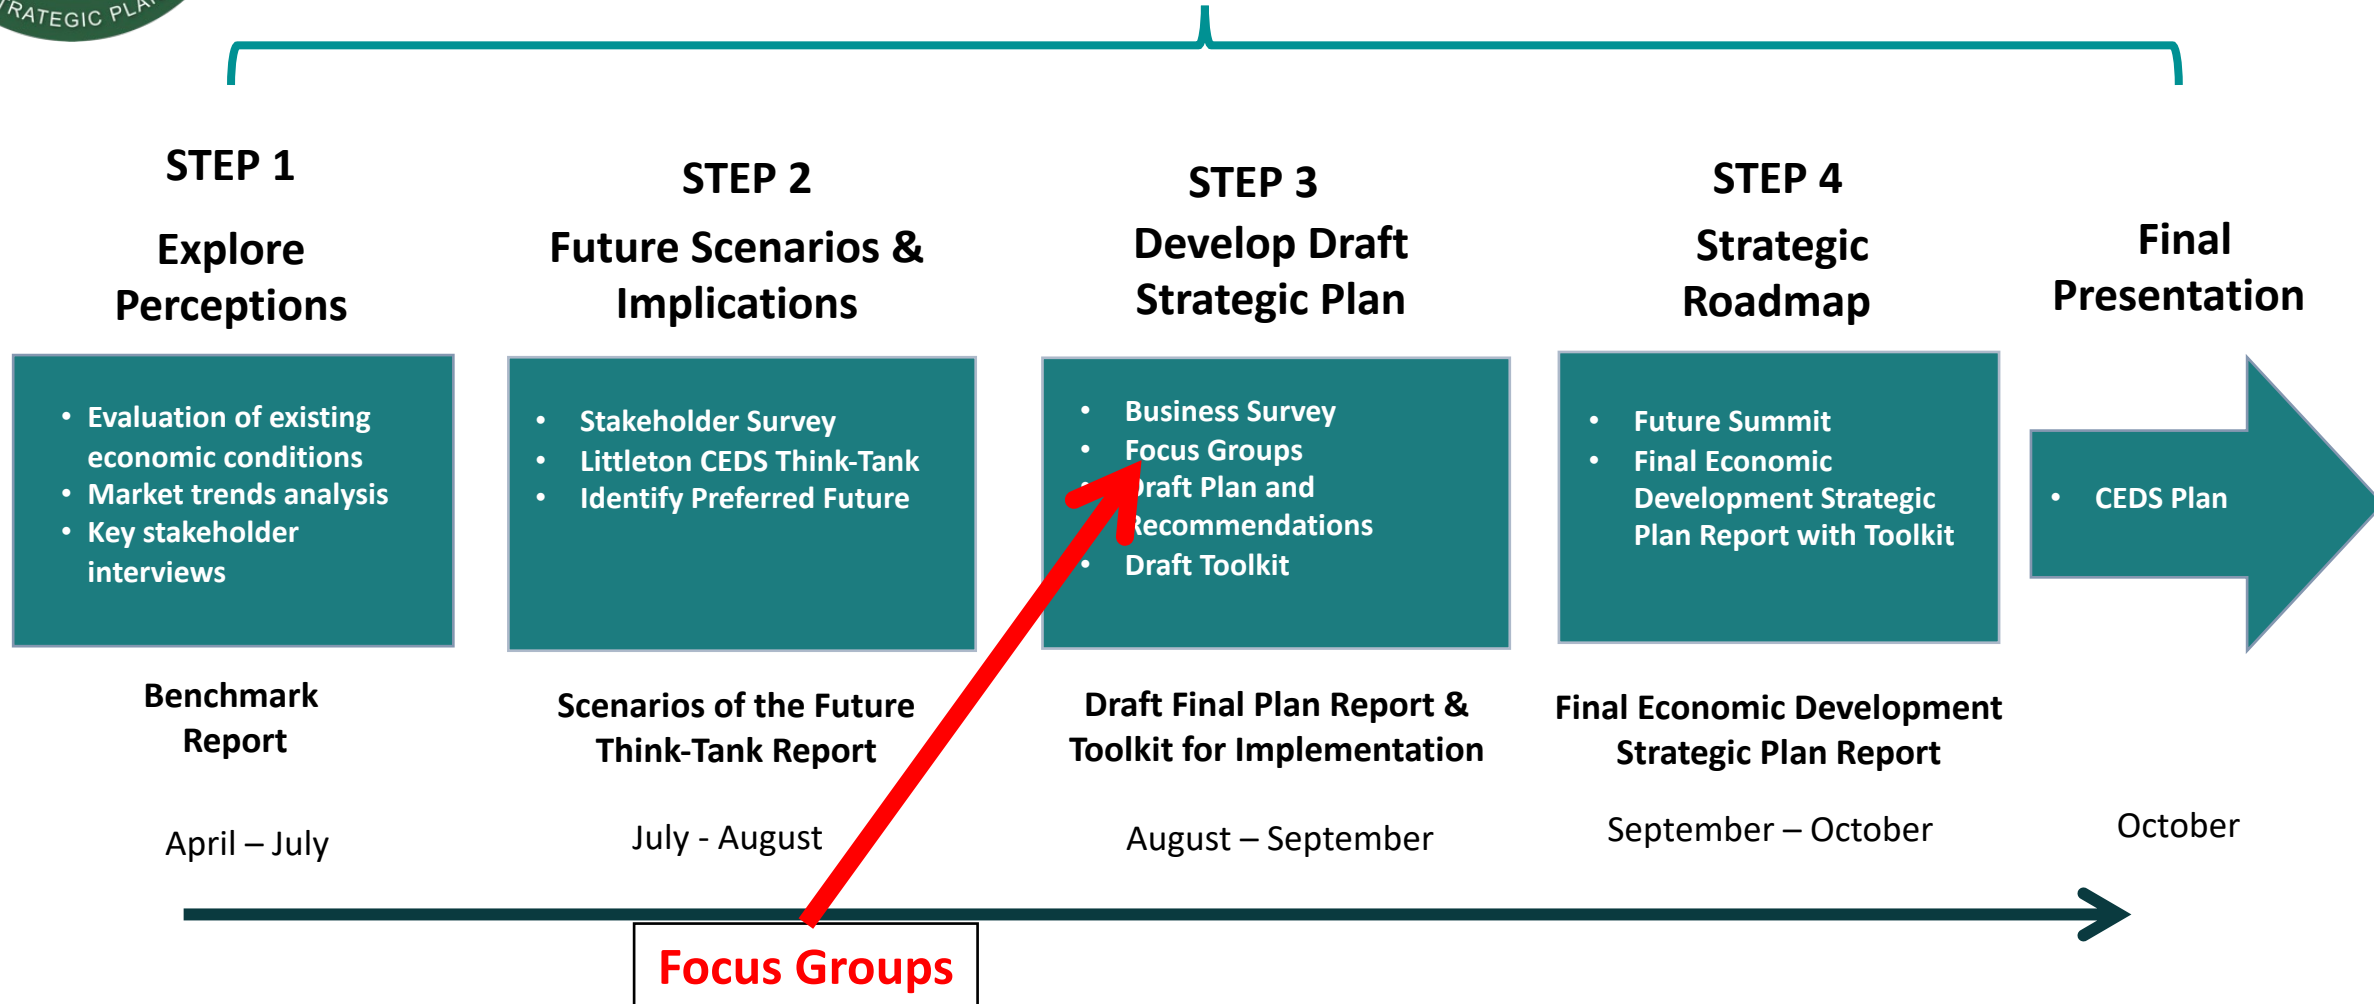 STRATEGIC PLAN
STEP 1
Explore
Perceptions
• Evaluation of existing
economic conditions
• Market trends analysis
• Key stakeholder
interviews
Benchmark
Report
April – July
STEP 2
Future Scenarios &
Implications
• Stakeholder Survey
• Littleton CEDS Think-Tank
• Identify Preferred Future
Scenarios of the Future
Think-Tank Report
July - August
STEP 3
Develop Draft
Strategic Plan
• Business Survey
• Focus Groups
• Draft Plan and
Recommendations
• Draft Toolkit
Draft Final Plan Report &
Toolkit for Implementation
August – September
STEP 4
Strategic
Roadmap
• Future Summit
• Final Economic
Development Strategic
Plan Report with Toolkit
Final Economic Development
Strategic Plan Report
September – October
Final
Presentation
• CEDS Plan
October
Focus Groups